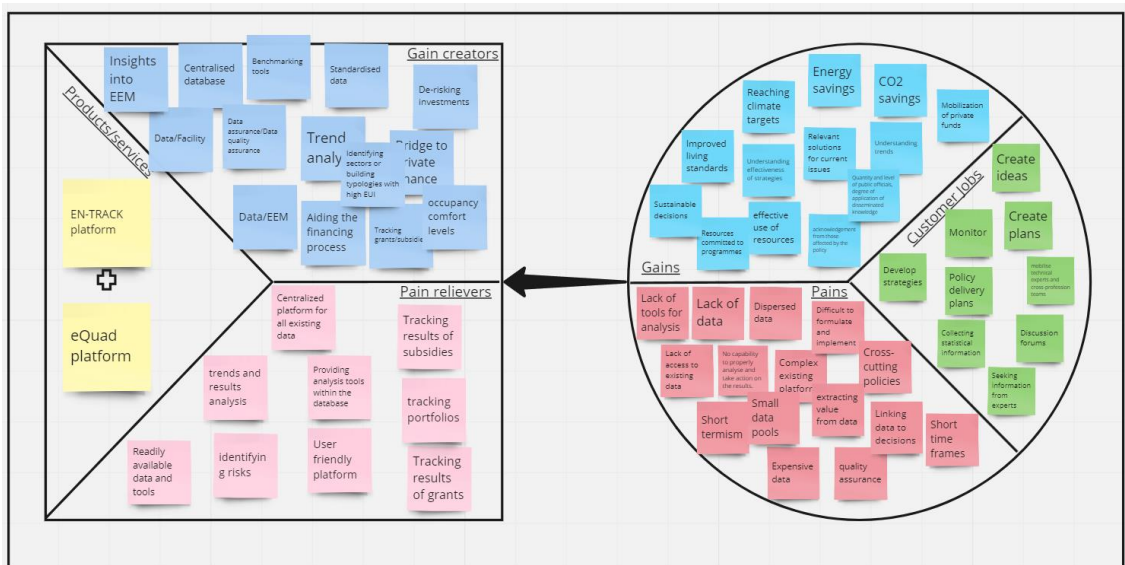 Gain creators
Products/services
Insights
into
EEM
Centralised
database
Benchmarking
tools
Standardised
data
De-risking
investments
Data/Facility
Data
assurance/Data
quality
assurance
Trend
analy
Identifying
sectors or
building
typologies with
high EUI
Bridge to
private
nance
Data/EEM
Aiding the
financing
process
Tracking
grants/subsidie
occupancy
comfort
levels
EN-TRACK
platform
eQuad
platform
Pain relievers
Centralized
platform for
all existing
data
Tracking
results of
subsidies
trends and
results
analysis
Providing
analysis tools
within the
database
tracking
portfolios
Readily
available
data and
tools
identifyin
g risks
User
friendly
platform
Tracking
results
of grants
Gains
Energy
savings
CO2
savings
Reaching
climate
targets
Mobilization
of private
funds
Improved
living
standards
Understanding
effectiveness
of strategies
Relevant
solutions
for current
issues
Understanding
trends
Quantity and level
of public officials,
degree of
application of
disseminated
knowledge
Sustainable
decisions
Resources
committed to
programmes
effective
use of
resources
acknowledgement
from those
affected by the
policy
Customer Jobs
Create
ideas
Monitor
Create
plans
Develop
strategies
Policy
delivery
plans
mobilise
technical
experts and
cross profession
teams
Collecting
statistical
information
Discussion
forums
Seeking
information
from
experts
Pains
Lack of
tools for
analysis
Lack of
data
Dispersed
data
Difficult to
formulate and
implement
Lack of
access to
existing
data
No capability
to properly
analyse and
take action on
the results,
Complex
existing
platform
Cross-
cutting
policies
Short
termism
Small
data
pools
extracting
value
from data
Linking
data to
decisions
Short
time
frames
Expensive
data
quality
assurance